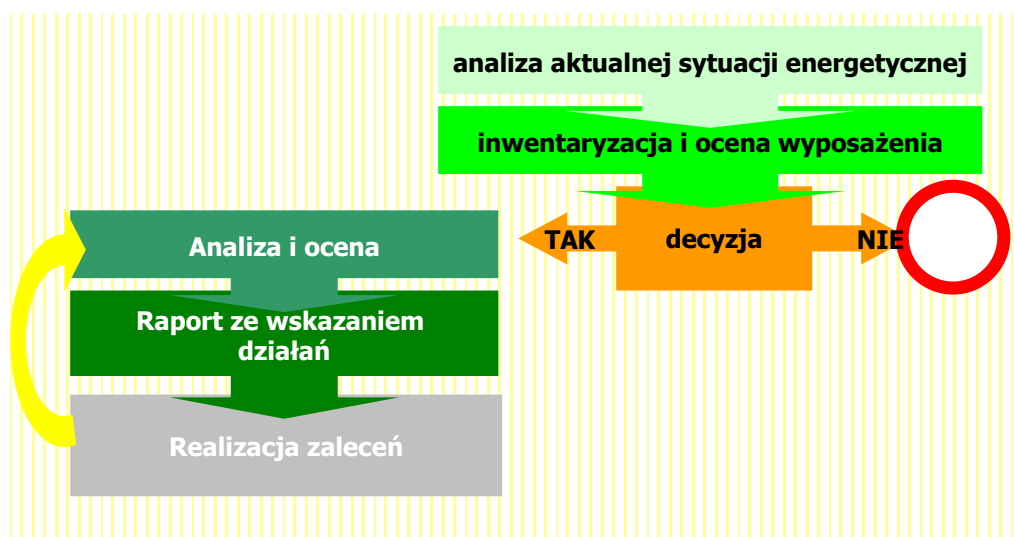 analiza aktualnej sytuacji energetycznej
inwentaryzacja i ocena wyposażenia
TAK
decyzja
NIE
Analiza i ocena
Raport ze wskazaniem
działań
Realizacja zaleceń